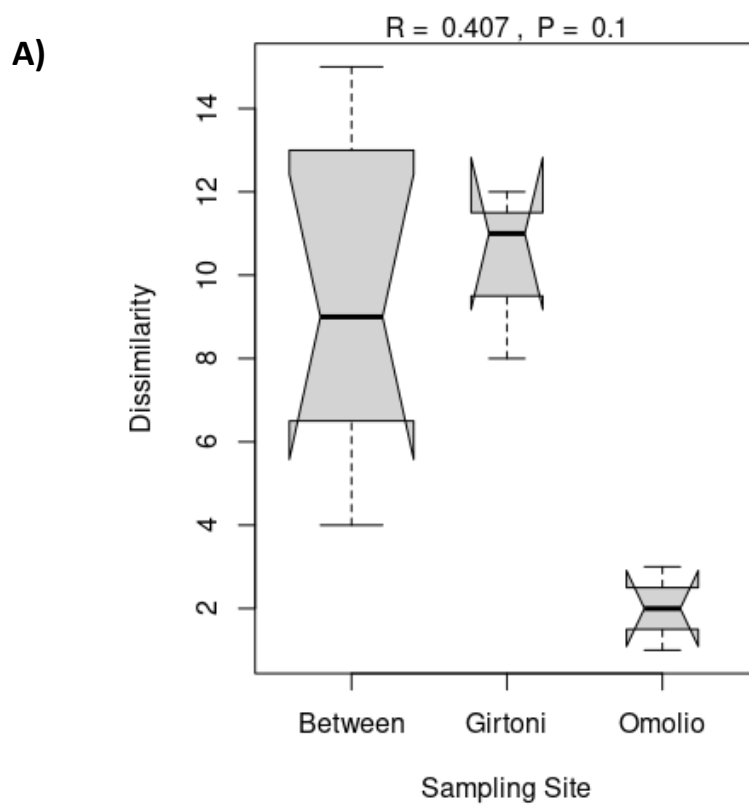 R = 0.407 , P = 0.1
A)
14
12
10
8
6
4
2
Dissimilarity
Between Girtoni Omolio
Sampling Site